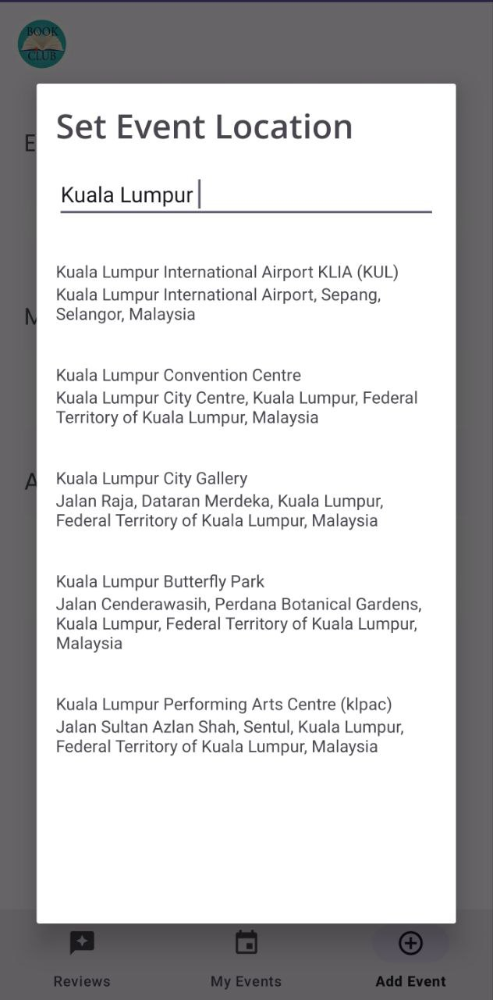 BOOK
CLUB
E
Set Event Location
Kuala Lumpur
Kuala Lumpur International Airport KLIA (KUL)
Kuala Lumpur International Airport, Sepang,
Selangor, Malaysia
M
Kuala Lumpur Convention Centre
Kuala Lumpur City Centre, Kuala Lumpur, Federal
Territory of Kuala Lumpur, Malaysia
A
Kuala Lumpur City Gallery
Jalan Raja, Dataran Merdeka, Kuala Lumpur,
Federal Territory of Kuala Lumpur, Malaysia
Kuala Lumpur Butterfly Park
Jalan Cenderawasih, Perdana Botanical Gardens,
Kuala Lumpur, Federal Territory of Kuala Lumpur,
Malaysia
Kuala Lumpur Performing Arts Centre (klpac)
Jalan Sultan Azlan Shah, Sentul, Kuala Lumpur,
Federal Territory of Kuala Lumpur, Malaysia
Reviews
My Events
Add Event